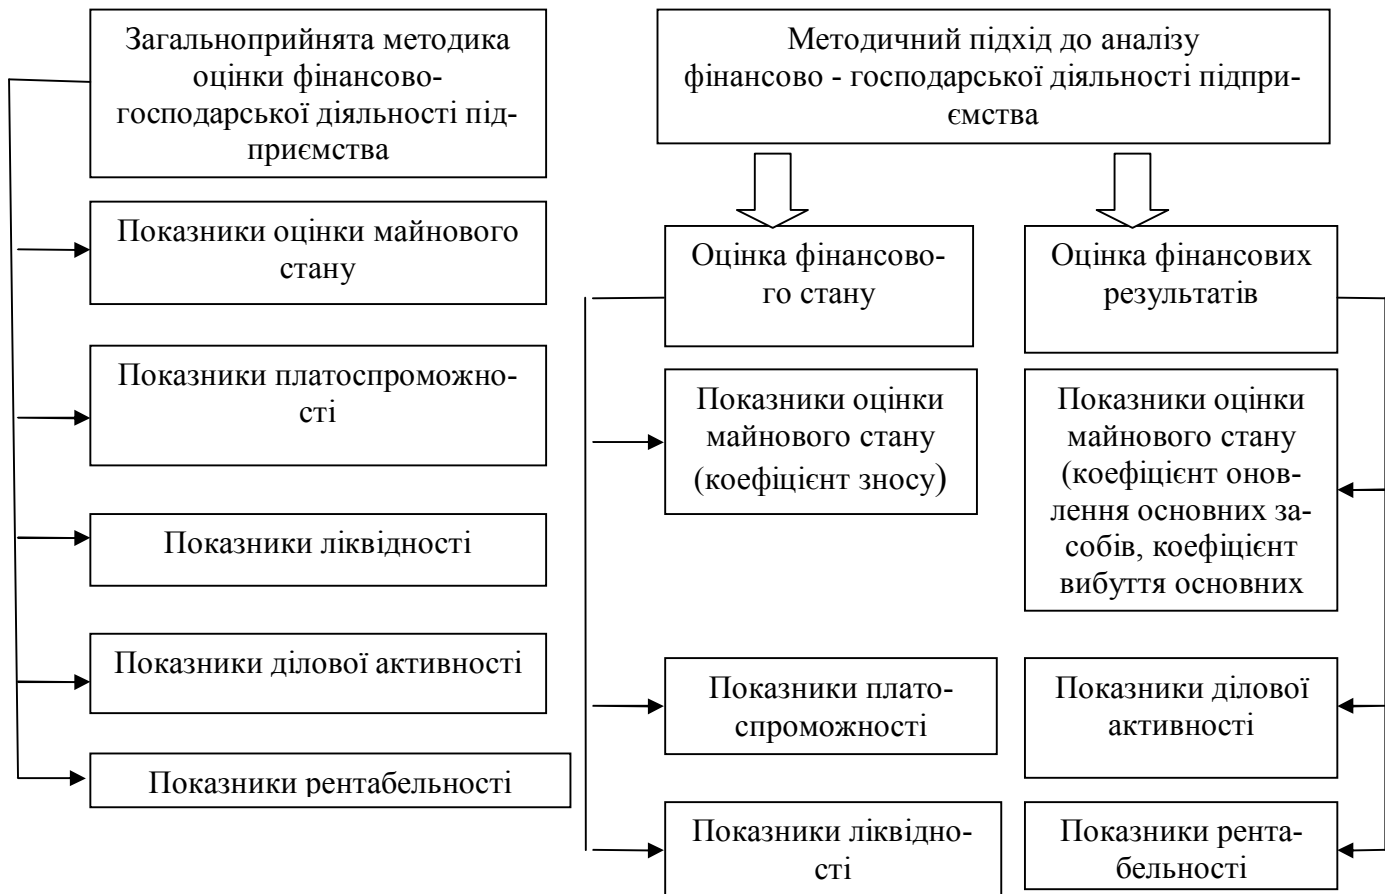 Загальноприйнята методика
оцінки фінансово-
господарської діяльності під-
приємства
Показники оцінки майнового
стану
Показники платоспроможно-
сті
Показники ліквідності
Показники ділової активності
Показники рентабельності
Методичний підхід до аналізу
фінансово - господарської діяльності підпри-
ємства
Оцінка фінансово-
го стану
Показники оцінки
майнового стану
(коефіцієнт зносу)
Показники плато-
спроможності
Показники ліквідно-
сті
Оцінка фінансових
результатів
Показники оцінки
майнового стану
(коефіцієнт онов-
лення основних за-
собів, коефіцієнт
вибуття основних
Показники ділової
активності
Показники рента-
бельності